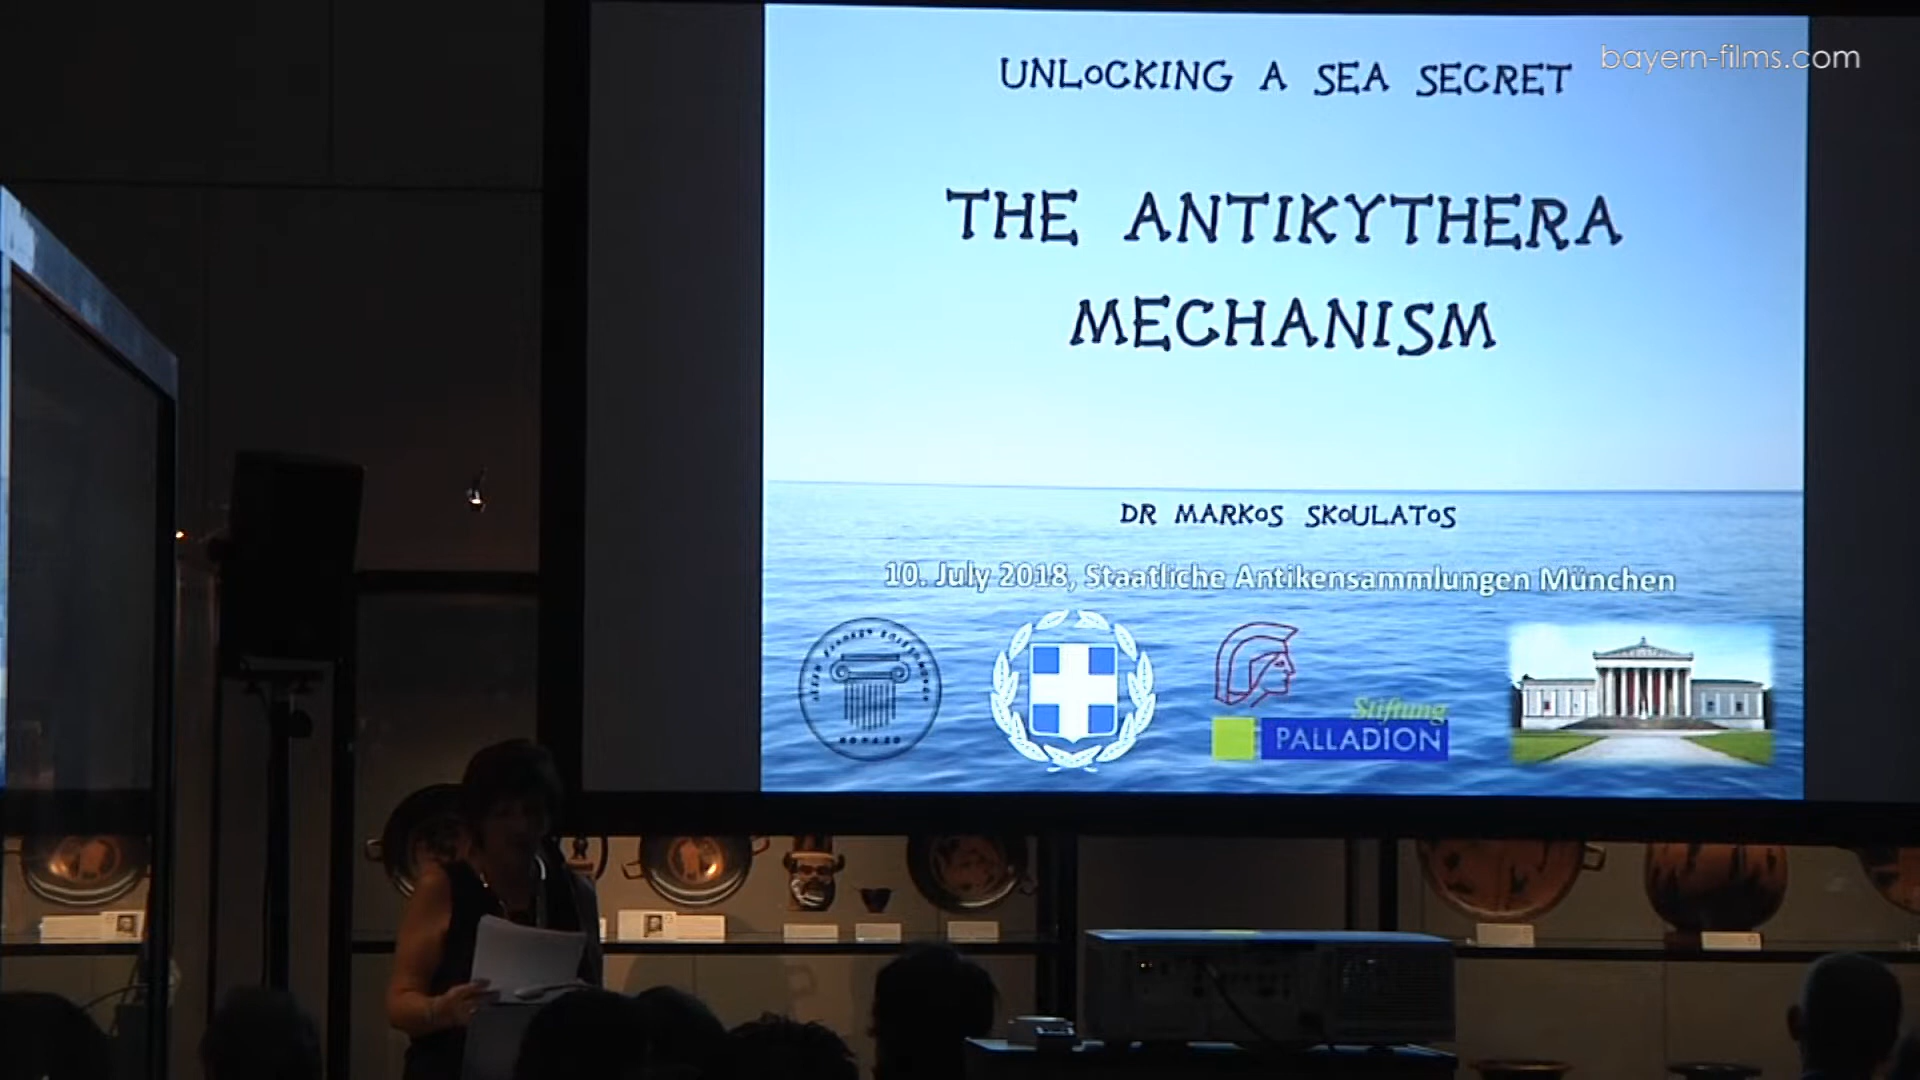 bayern-films.com
UNLOCKING A SEA SECRET
THE ANTIKYTHERA
MECHANISM
DR MARKOS SKOULATOS
10. July 2018, Staatliche Antikensammlungen München
Stiftung
PALLADION